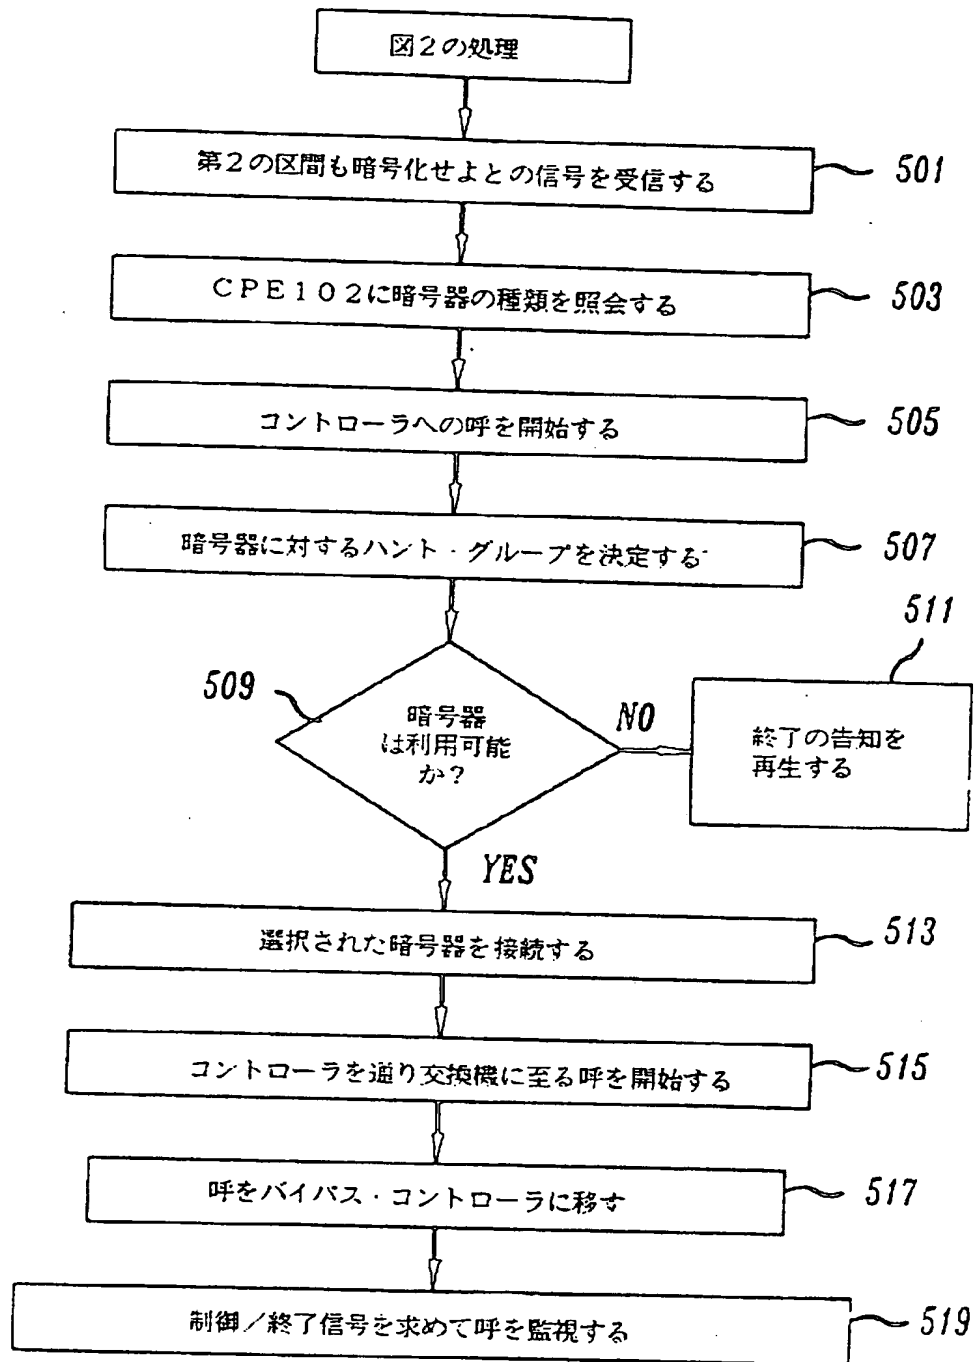 図2の処理
第2の区間も暗号化せよとの信号を受信する
501
CPE102に暗号器の種類を照会する
503
コントローラへの呼を開始する
505
暗号器に対するハント・グループを決定する
507
511
509
暗号器
は利用可能
か?
NO
終了の告知を
再生する
YES
選択された暗号器を接続する
513
コントローラを通り交換機に至る呼を開始する
515
呼をバイパス・コントローラに移す
517
制御/終了信号を求めて呼を監視する
519